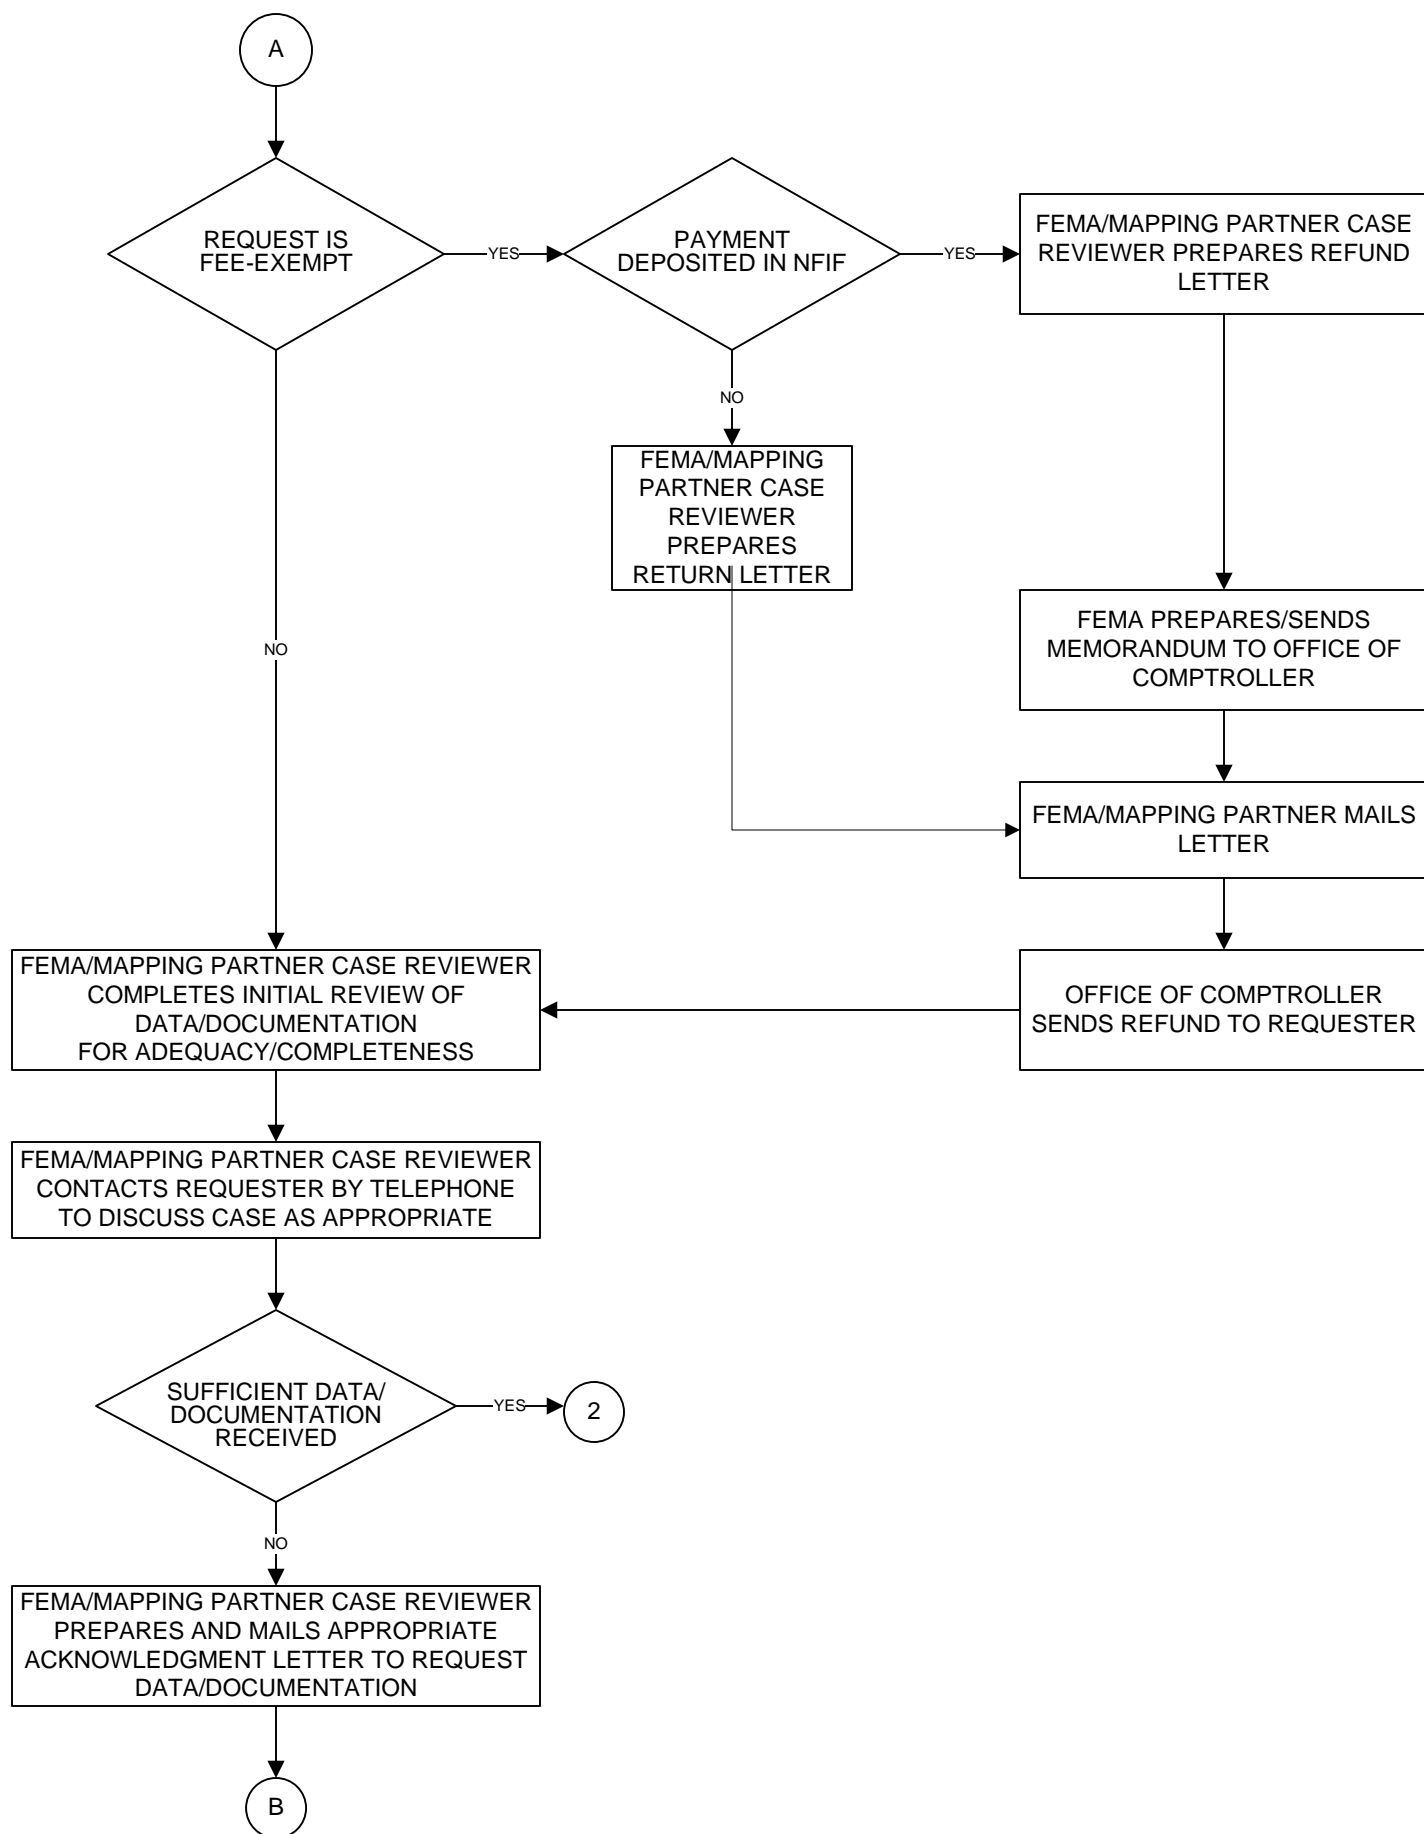 A
REQUEST IS
FEE-EXEMPT
YES
PAYMENT
DEPOSITED IN NFIF
YES
FEMA/MAPPING PARTNER CASE
REVIEWER PREPARES REFUND
LETTER
NO
FEMA/MAPPING
PARTNER CASE
REVIEWER
PREPARES
RETURN LETTER
NO
FEMA PREPARES/SENDS
MEMORANDUM TO OFFICE OF
COMPTROLLER
FEMA/MAPPING PARTNER MAILS
LETTER
FEMA/MAPPING PARTNER CASE REVIEWER
COMPLETES INITIAL REVIEW OF
DATA/DOCUMENTATION
FOR ADEQUACY/COMPLETENESS
OFFICE OF COMPTROLLER
SENDS REFUND TO REQUESTER
FEMA/MAPPING PARTNER CASE REVIEWER
CONTACTS REQUESTER BY TELEPHONE
TO DISCUSS CASE AS APPROPRIATE
SUFFICIENT DATA/
DOCUMENTATION
RECEIVED
YES
2
NO
FEMA/MAPPING PARTNER CASE REVIEWER
PREPARES AND MAILS APPROPRIATE
ACKNOWLEDGMENT LETTER TO REQUEST
DATA/DOCUMENTATION
B